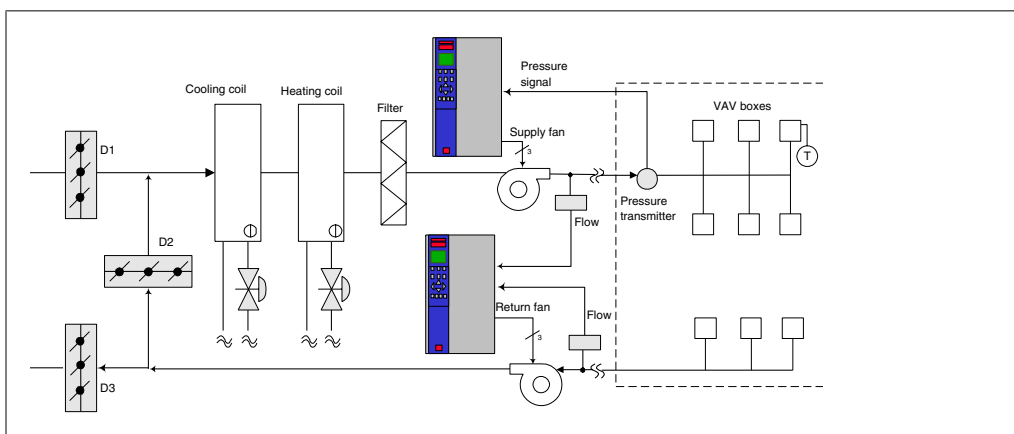 Pressure
signal
Cooling coil
Heating coil
Filter
VAV boxes
Supply fan
3
D1
T
Pressure
transmitter
Flow
D2
Return fan
Flow
3
D3